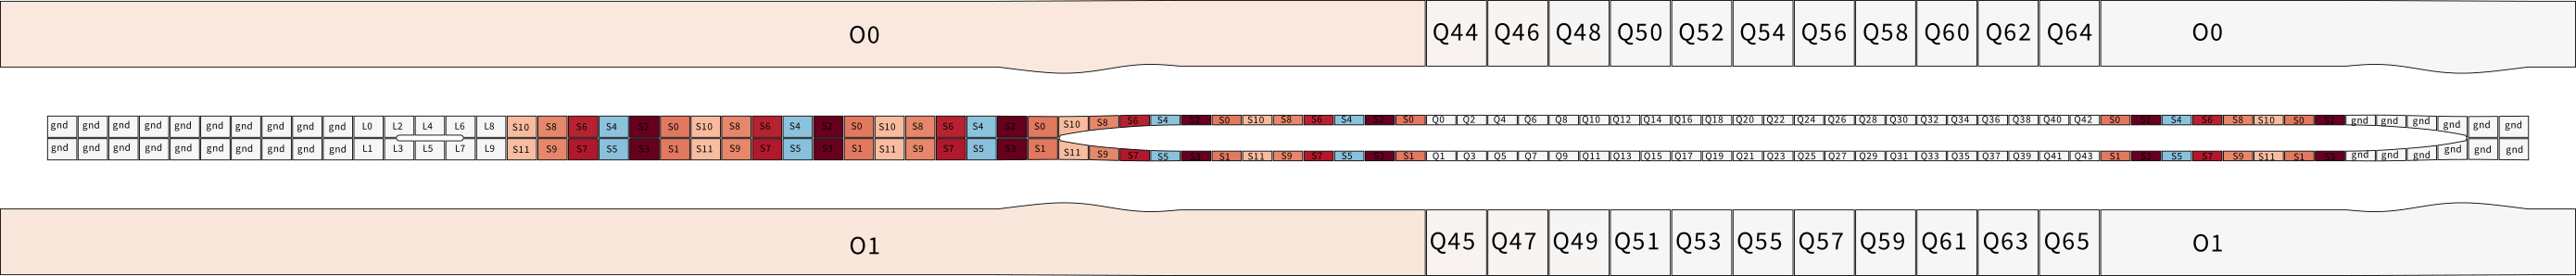 O0 Q44 Q46 Q48 Q50 Q52 Q54 Q56 Q58 Q60 Q62 Q64 O0
gnd gnd gnd gnd gnd gnd gnd gnd gnd gnd L0 L2 L4 L6 L8 S10 S8 S6 S4 S2 S0 S10 S8 S6 S4 S2 S0 S10 S8 S6 S4 S2 S0 S10 S8 S6 S4 S2 S0 S10 S8 S6 S4 S2 S0 Q0 Q2 Q4 Q6 Q8 Q10 Q12 Q14 Q16 Q18 Q20 Q22 Q24 Q26 Q28 Q30 Q32 Q34 Q36 Q38 Q40 Q42 S0 S2 S4 S6 S8 S10 S0 S2 gnd gnd gnd gnd gnd gnd
gnd gnd gnd gnd gnd gnd gnd gnd gnd gnd L1 L3 L5 L7 L9 S11 S9 S7 S5 S3 S1 S11 S9 S7 S5 S3 S1 S11 S9 S7 S5 S3 S1 S11 S9 S7 S5 S3 S1 S11 S9 S7 S5 S3 S1 Q1 Q3 Q5 Q7 Q9 Q11 Q13 Q15 Q17 Q19 Q21 Q23 Q25 Q27 Q29 Q31 Q33 Q35 Q37 Q39 Q41 Q43 S1 S3 S5 S7 S9 S11 S1 S3 gnd gnd gnd gnd gnd gnd
O1 Q45 Q47 Q49 Q51 Q53 Q55 Q57 Q59 Q61 Q63 Q65 O1